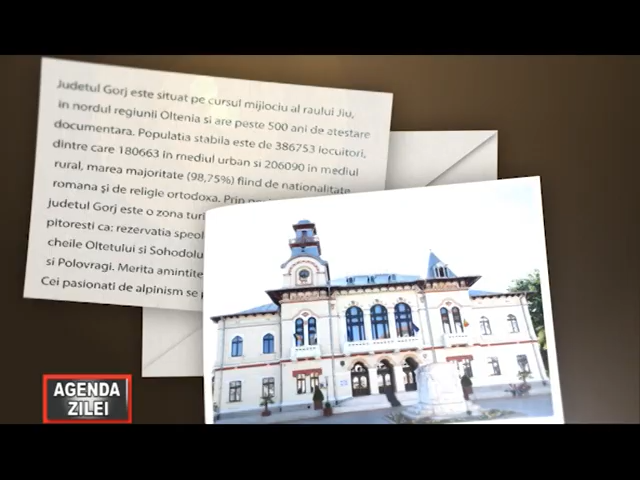 Judetul Gorj este situat pe cursul mijlociu al raului Jiu,
in nordul regiunii Oltenia si are peste 500 ani de atestare
documentara. Populatia stabila este de 386753 locuitori,
dintre care 180663 in mediul urban si 206090 in mediul
rural, marea majoritate (98,75%) fiind de nationalitate
romana şi de religie ortodoxa. Prin
judetul Gorj este o zona
pitoresti ca: rezervatia
cheile Oltetului si Sohodolu
si Polovragi. Merita amintite
Cei pasionati de alpinism se
AGENDA
ZILEI